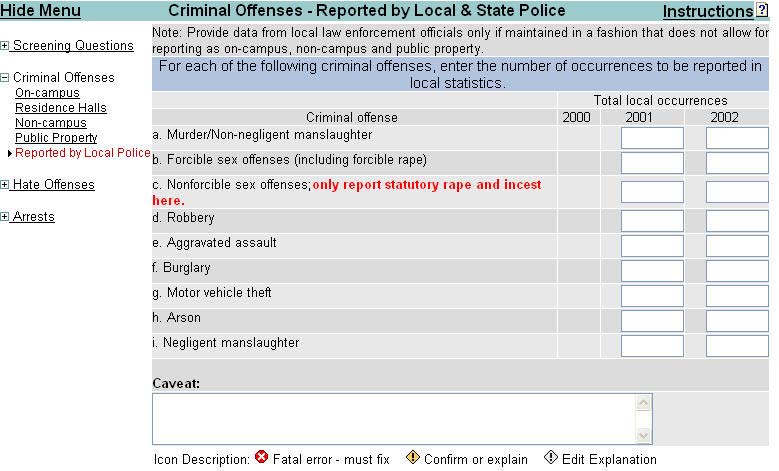 Hide Menu
Criminal Offenses - Reported by Local & State Police
Instructions ?
Screening Questions
Criminal Offenses
On-campus
Residence Halls
Non-campus
Public Property
Reported by Local Police
Hate Offenses
Arrests
Note: Provide data from local law enforcement officials only if maintained in a fashion that does not allow for
reporting as on-campus, non-campus and public property.
For each of the following criminal offenses, enter the number of occurrences to be reported in
local statistics.
Total local occurrences
Criminal offense 2000 2001 2002
a. Murder/Non-negligent manslaughter
b. Forcible sex offenses (including forcible rape)
c. Nonforcible sex offenses;only report statutory rape and incest
here.
d. Robbery
e. Aggravated assault
f. Burglary
g. Motor vehicle theft
h. Arson
i. Negligent manslaughter
Caveat:
Icon Description: Fatal error - must fix Confirm or explain Edit Explanation